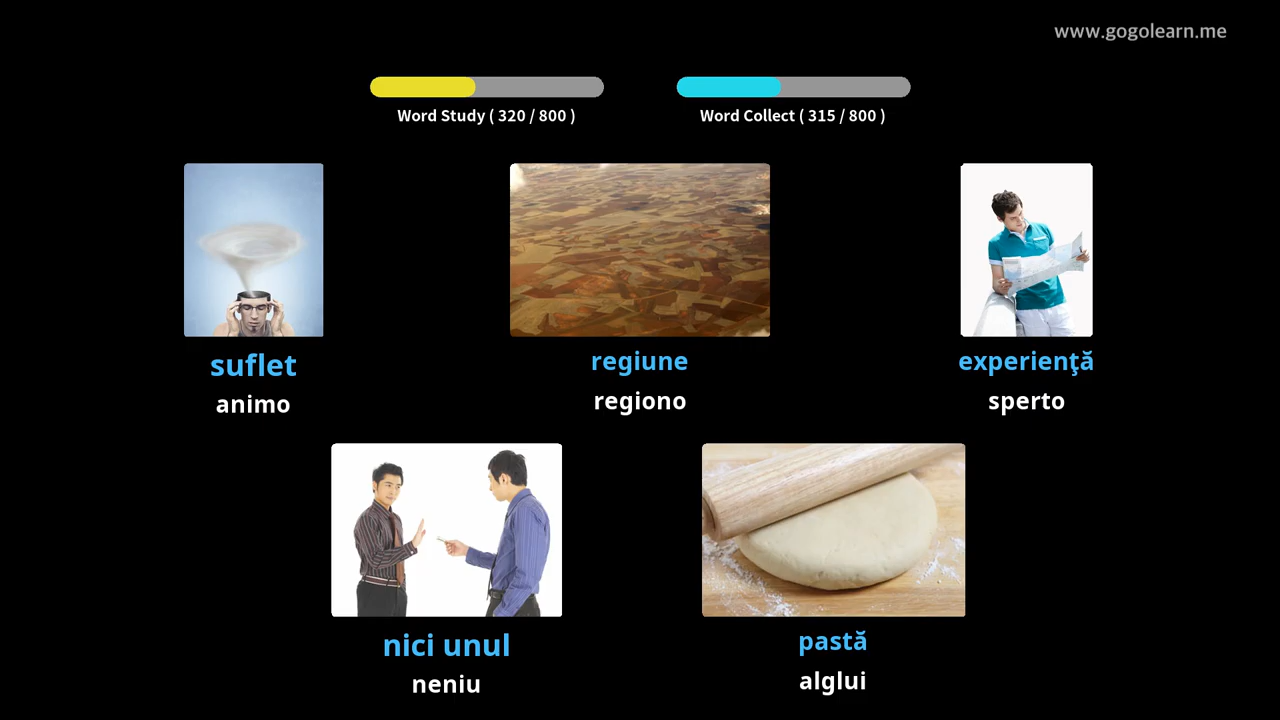 www.gogolearn.me
Word Study ( 320 / 800 )
Word Collect ( 315 / 800 )
suflet
animo
regiune
regiono
experienţă
sperto
nici unul
neniu
pastă
alglui